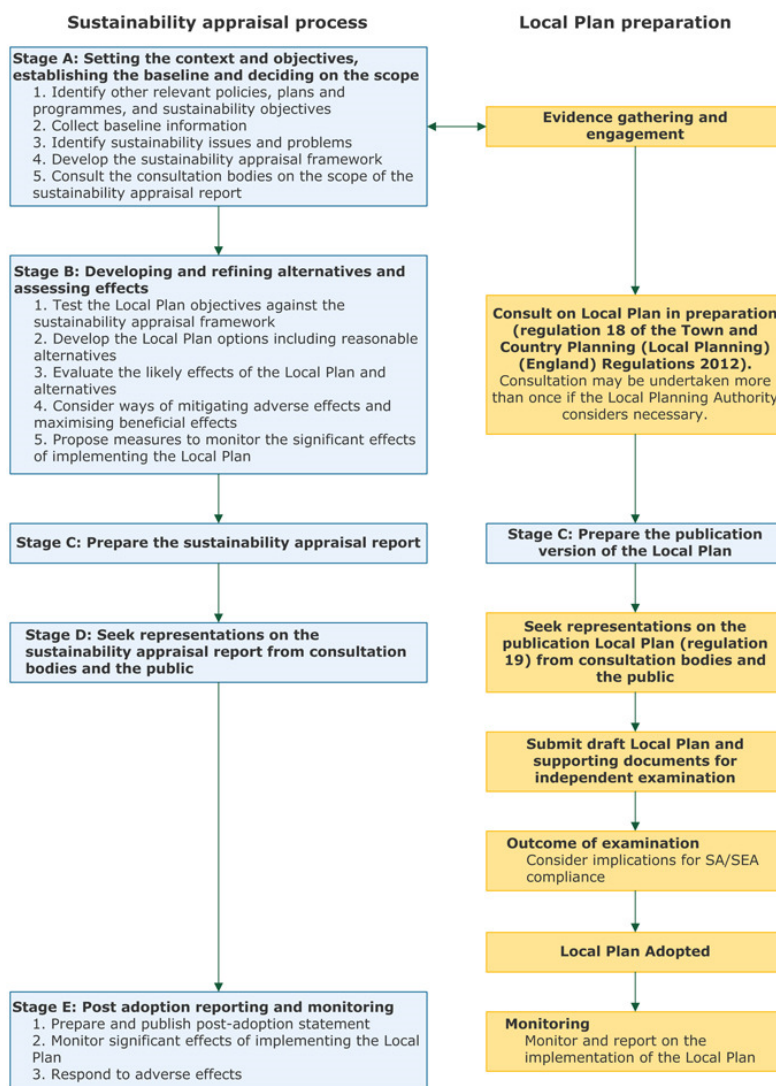 Sustainability appraisal process
Stage A: Setting the context and objectives,
establishing the baseline and deciding on the scope
1. Identify other relevant policies, plans and
programmes, and sustainability objectives
2. Collect baseline information
3. Identify sustainability issues and problems
4. Develop the sustainability appraisal framework
5. Consult the consultation bodies on the scope of the
sustainability appraisal report
Stage B: Developing and refining alternatives and
assessing effects
1. Test the Local Plan objectives against the
sustainability appraisal framework
2. Develop the Local Plan options including reasonable
alternatives
3. Evaluate the likely effects of the Local Plan and
alternatives
4. Consider ways of mitigating adverse effects and
maximising beneficial effects
5. Propose measures to monitor the significant effects
of implementing the Local Plan
Stage C: Prepare the sustainability appraisal report
Stage D: Seek representations on the
sustainability appraisal report from consultation
bodies and the public
Stage E: Post adoption reporting and monitoring
1. Prepare and publish post-adoption statement
2. Monitor significant effects of implementing the Local
Plan
3. Respond to adverse effects
Local Plan preparation
Evidence gathering and
engagement
Consult on Local Plan in preparation
(regulation 18 of the Town and
Country Planning (Local Planning)
(England) Regulations 2012).
Consultation may be undertaken more
than once if the Local Planning Authority
considers necessary.
Stage C: Prepare the publication
version of the Local Plan
Seek representations on the
publication Local Plan (regulation
19) from consultation bodies and
the public
Submit draft Local Plan and
supporting documents for
independent examination
Outcome of examination
Consider implications for SA/SEA
compliance
Local Plan Adopted
Monitoring
Monitor and report on the
implementation of the Local Plan